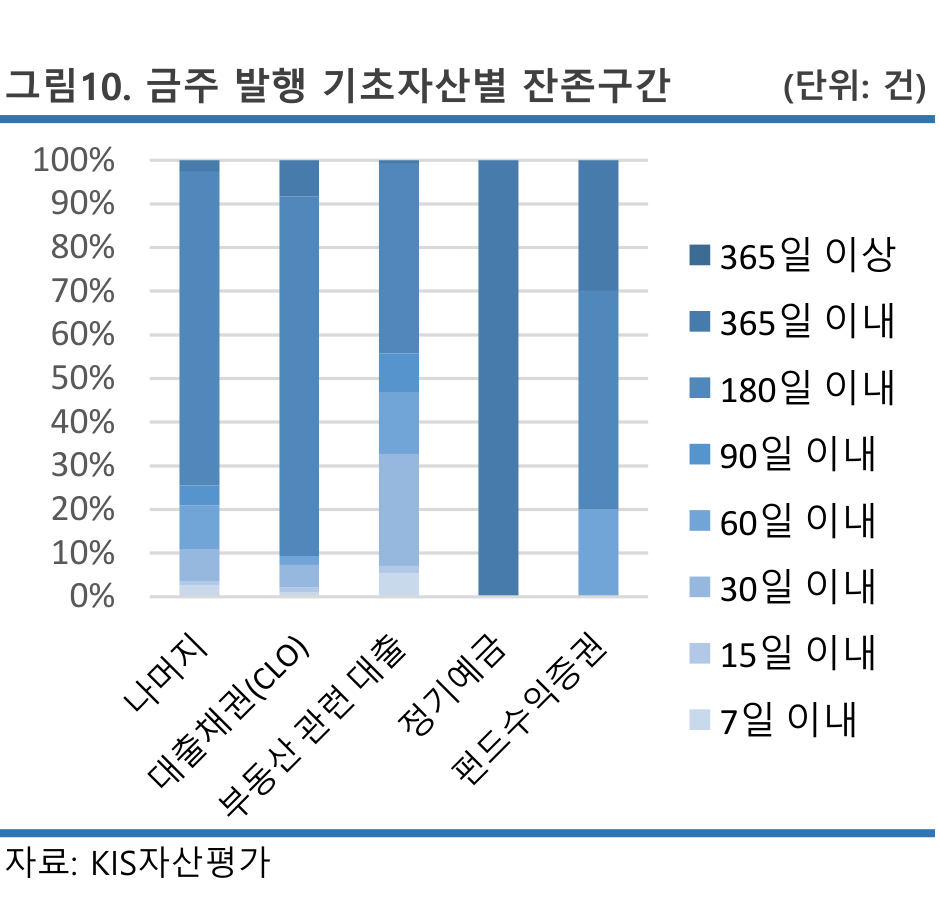 그림10. 금주 발행 기초자산별 잔존구간 (단위: 건)
100%
90%
80%
70%
60%
50%
40%
30%
20%
10%
0%
나머지
대출채권(CLO)
부동산 관련 대출
정기예금
펀드수익증권
365일 이상
365일 이내
180일 이내
90일 이내
60일 이내
30일 이내
15일 이내
7일 이내
자료: KIS자산평가